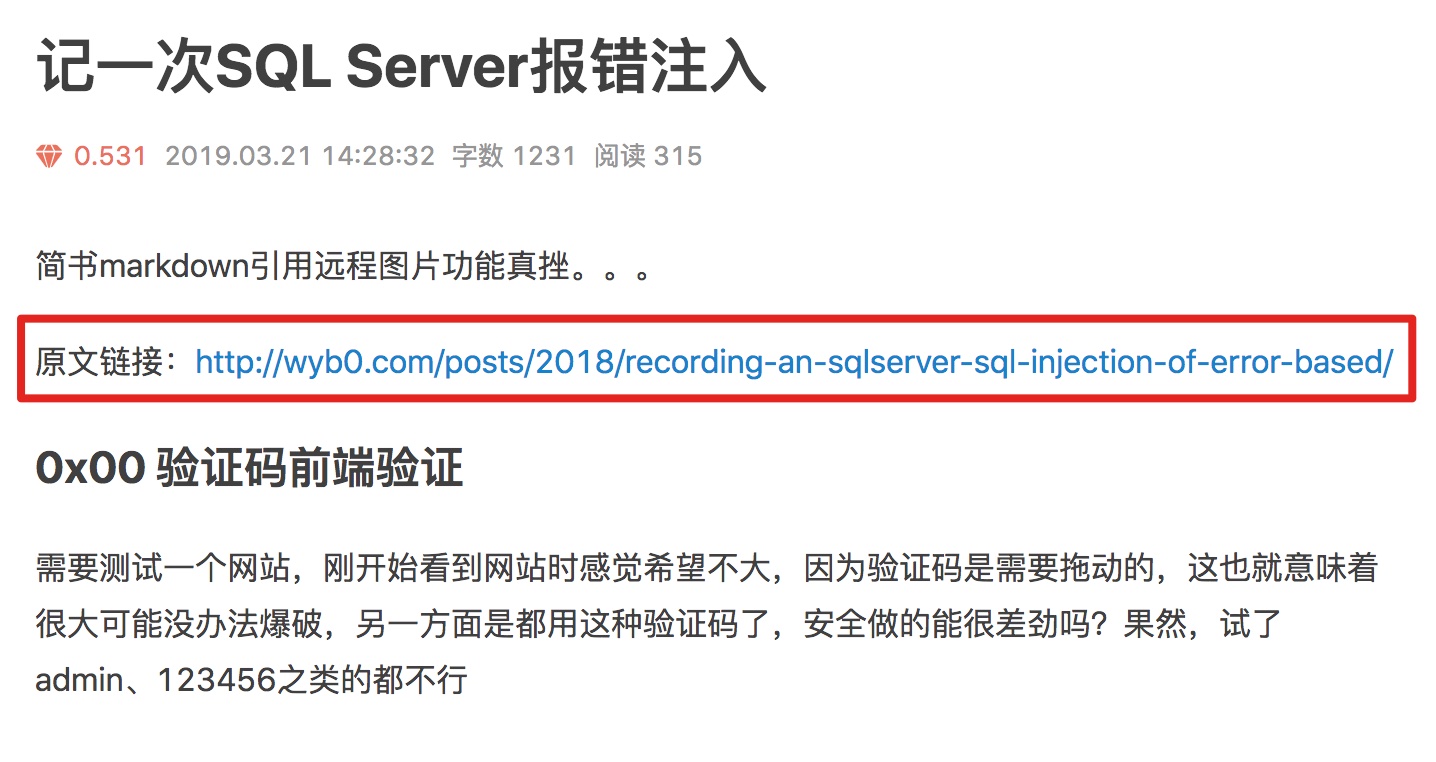 记一次SQL Server报错注入
0.531 2019.03.21 14:28:32 字数 1231 阅读 315
简书markdown引用远程图片功能真挫。。。
原文链接：http://wyb0.com/posts/2018/recording-an-sqlserver-sql-injection-of-error-based/
0x00 验证码前端验证
需要测试一个网站，刚开始看到网站时感觉希望不大，因为验证码是需要拖动的，这也就意味着
很大可能没办法爆破，另一方面是都用这种验证码了，安全做的能很差劲吗？果然，试了
admin、123456之类的都不行